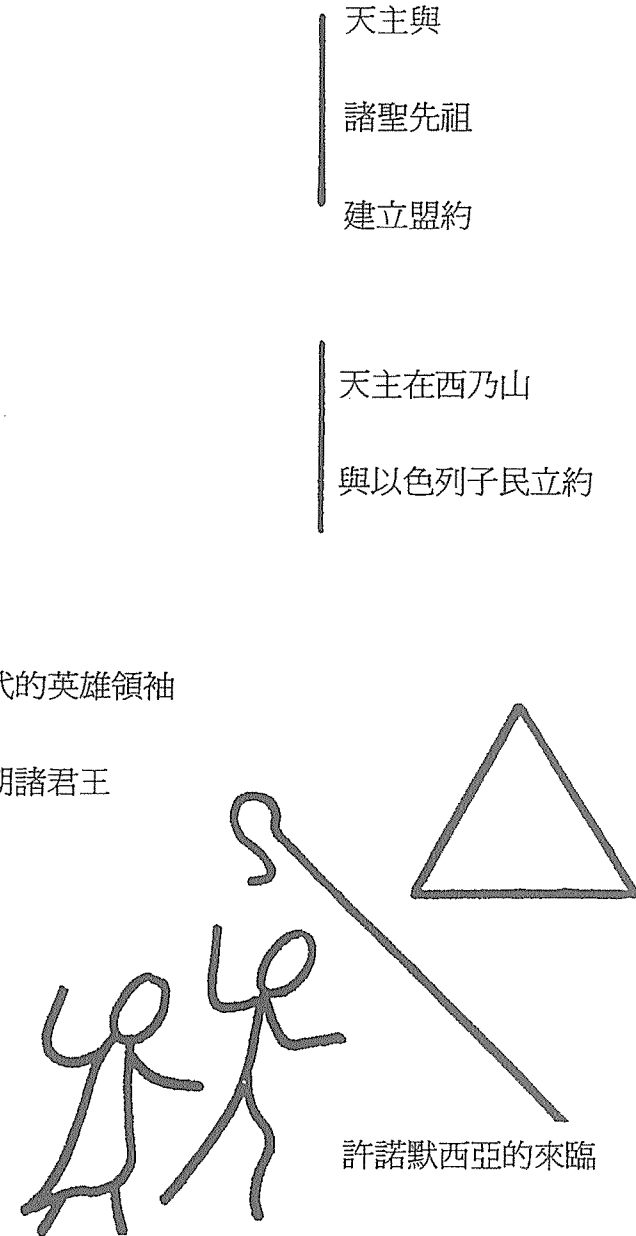 天主與
諸聖先祖
建立盟約
天主在西乃山
與以色列子民立約
代的英雄領袖
朝諸君王
許諾默西亞的來臨